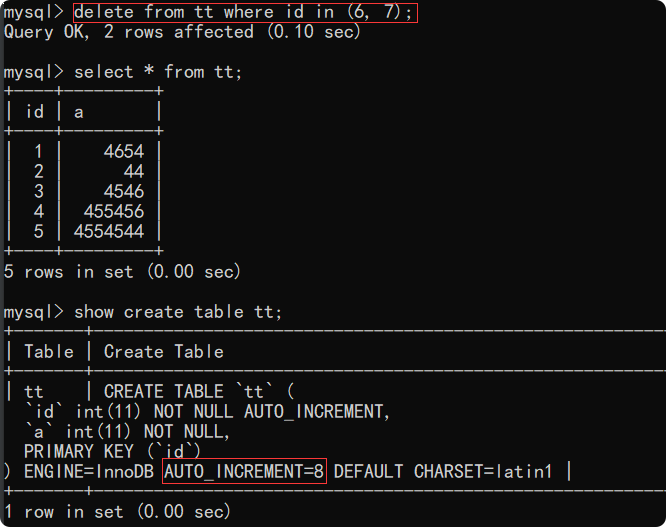 mysql> delete from tt where id in (6, 7);
Query OK, 2 rows affected (0.10 sec)
mysql> select * from tt;
+----+---------+
| id | a       |
+----+---------+
|  1 |    4654 |
|  2 |      44 |
|  3 |    4546 |
|  4 |  455456 |
|  5 | 4554544 |
+----+---------+
5 rows in set (0.00 sec)
mysql> show create table tt;
+-------+----------------------------------------------------------
| Table | Create Table
+-------+----------------------------------------------------------
| tt    | CREATE TABLE `tt` (
  `id` int(11) NOT NULL AUTO_INCREMENT,
  `a` int(11) NOT NULL,
  PRIMARY KEY (`id`)
) ENGINE=InnoDB AUTO_INCREMENT=8 DEFAULT CHARSET=latin1 |
+-------+----------------------------------------------------------
1 row in set (0.00 sec)